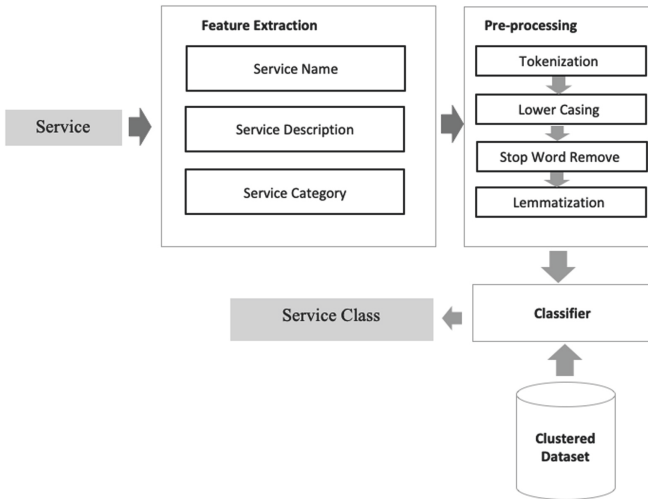 Feature Extraction
Service Name
Service Description
Service Category
Service
Pre-processing
Tokenization
Lower Casing
Stop Word Remove
Lemmatization
Classifier
Service Class
Clustered
Dataset